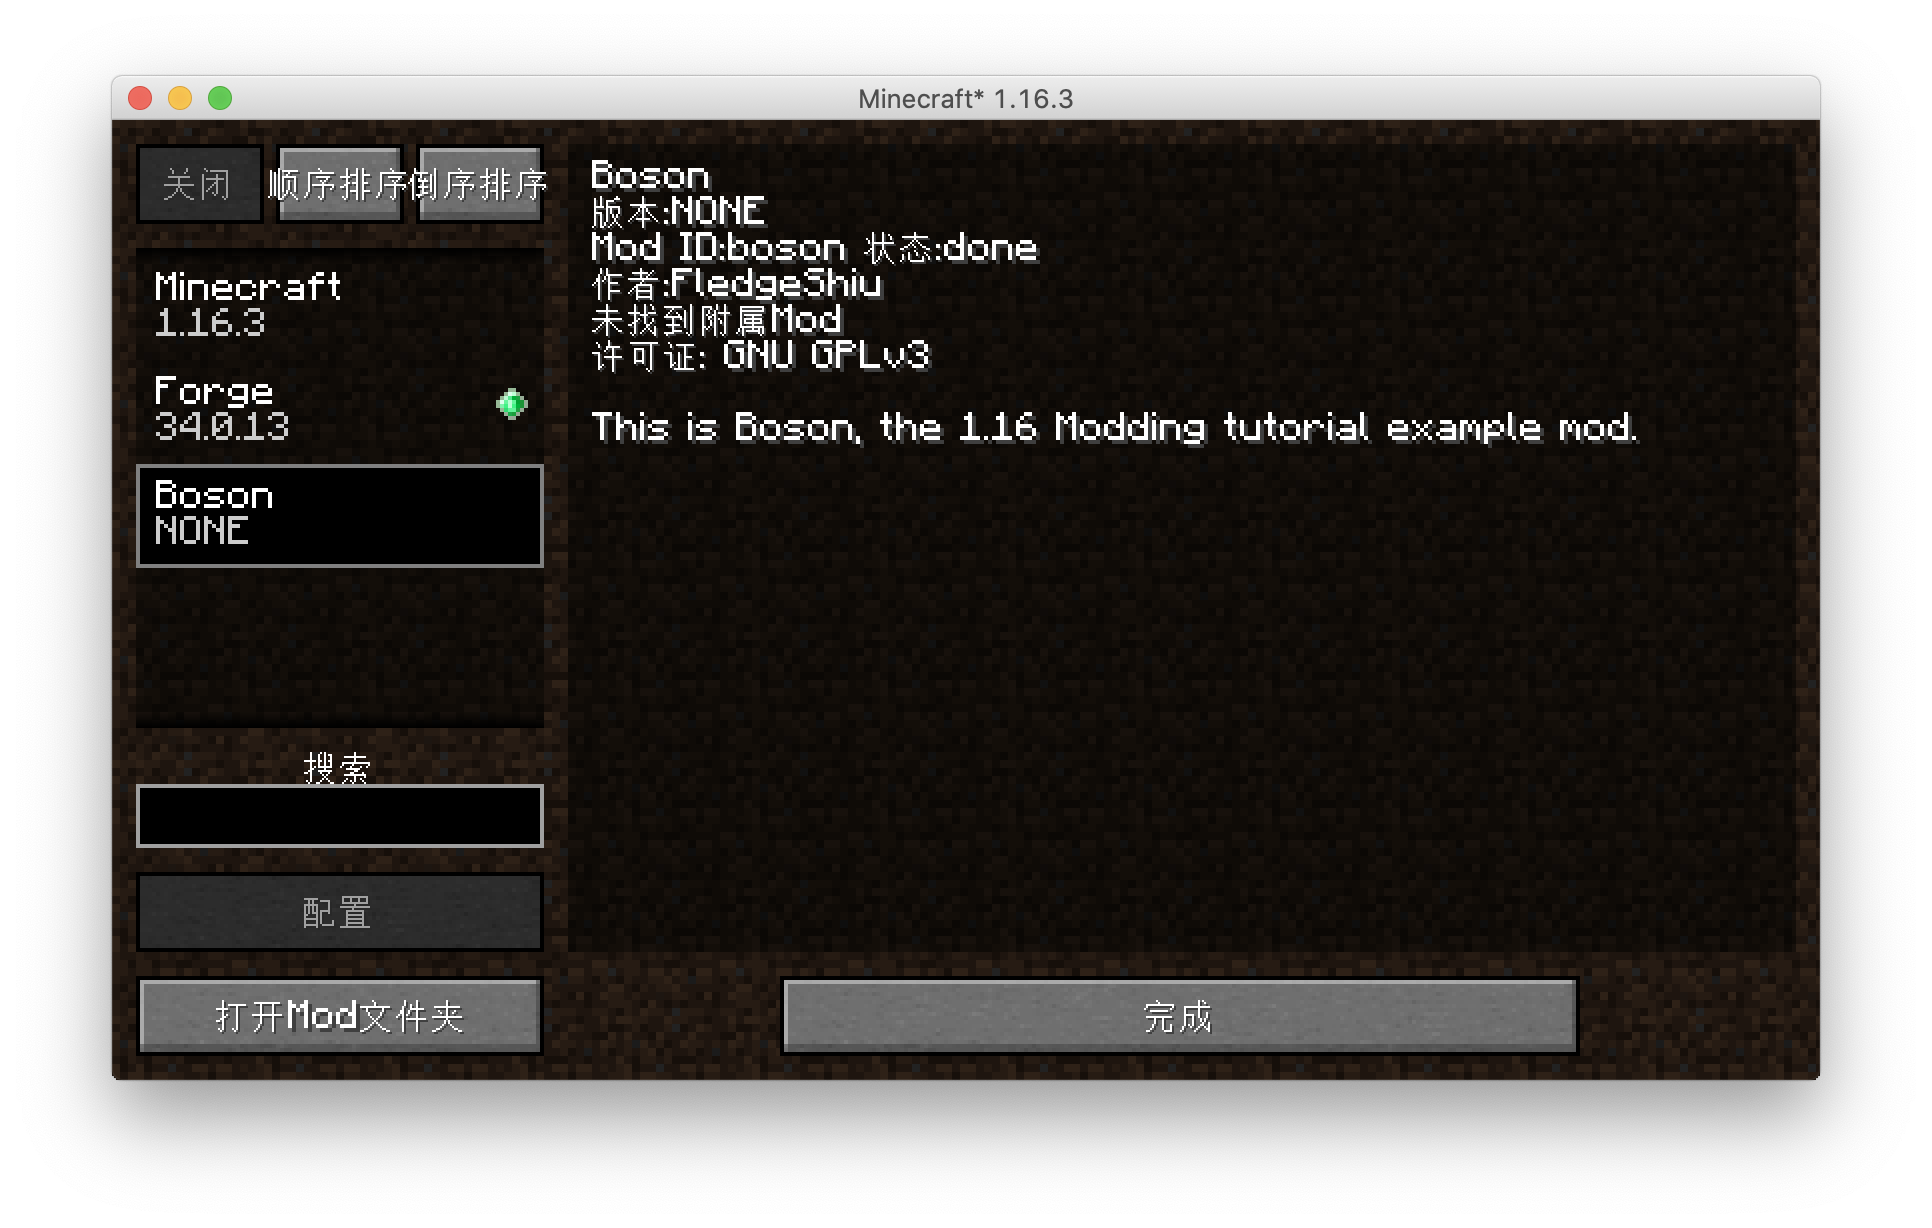 Minecraft* 1.16.3
关闭 顺序排序 倒序排序
Minecraft
1.16.3
Forge
34.0.13
Boson
NONE
搜索
配置
打开Mod文件夹
Boson
版本:NONE
Mod ID:boson 状态:done
作者:FledgeShiu
未找到附属Mod
许可证: GNU GPLv3
This is Boson, the 1.16 Modding tutorial example mod.
完成